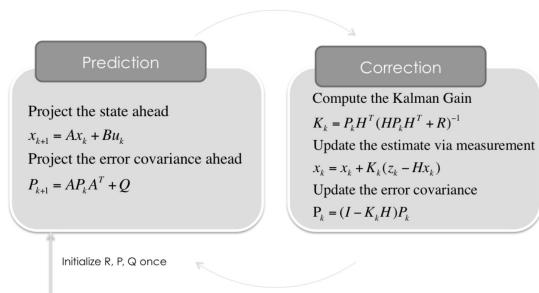 Prediction
Project the state ahead
x_{k+1} = Ax_k + Bu_k
Project the error covariance ahead
P_{k+1} = AP_kA^T + Q
Initialize R, P, Q once
Correction
Compute the Kalman Gain
K_k = P_kH^T(HP_kH^T + R)^{-1}
Update the estimate via measurement
x_k = x_k + K_k(z_k − Hx_k)
Update the error covariance
P_k = (I − K_kH)P_k